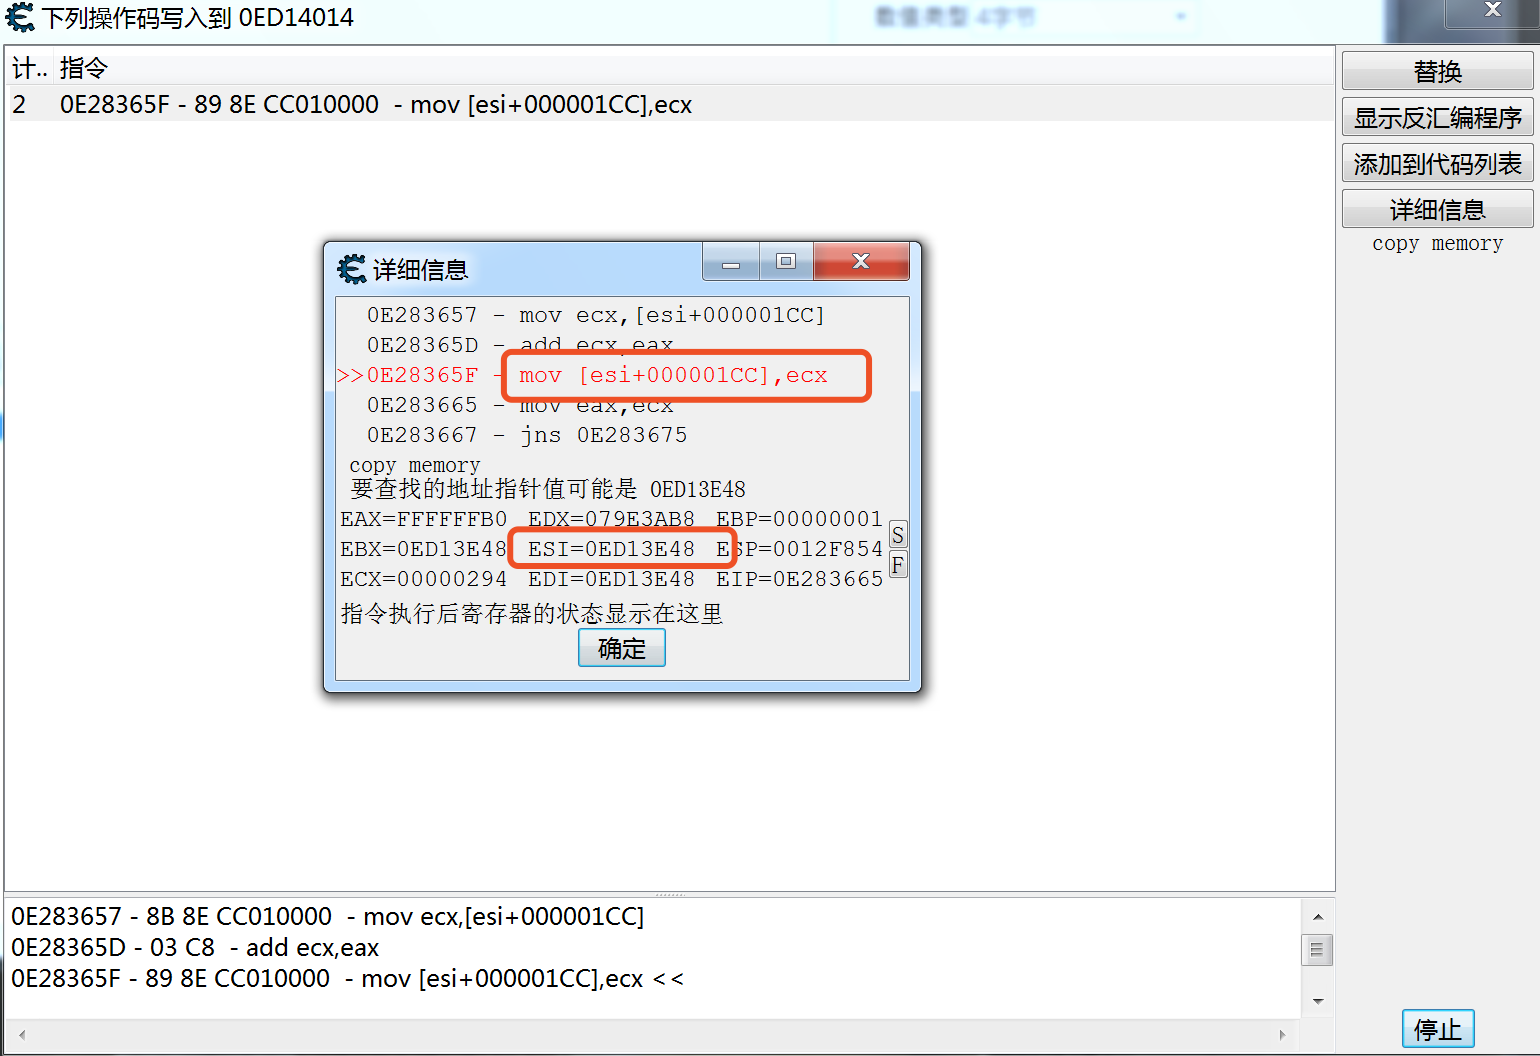 下列操作码写入到 0ED14014
数值类型 4字节
计.. 指令
2 0E28365F - 89 8E CC010000 - mov [esi+000001CC],ecx
替换
显示反汇编程序
添加到代码列表
详细信息
copy memory
详细信息
0E283657 - mov ecx,[esi+000001CC]
0E28365D - add ecx,eax
>>0E28365F - mov [esi+000001CC],ecx
0E283665 - mov eax,ecx
0E283667 - jns 0E283675
copy memory
要查找的地址指针值可能是 0ED13E48
EAX=FFFFFFB0 EDX=079E3AB8 EBP=00000001
EBX=0ED13E48 ESI=0ED13E48 ESP=0012F854
ECX=00000294 EDI=0ED13E48 EIP=0E283665
S
F
指令执行后寄存器的状态显示在这里
确定
0E283657 - 8B 8E CC010000 - mov ecx,[esi+000001CC]
0E28365D - 03 C8 - add ecx,eax
0E28365F - 89 8E CC010000 - mov [esi+000001CC],ecx <<
停止